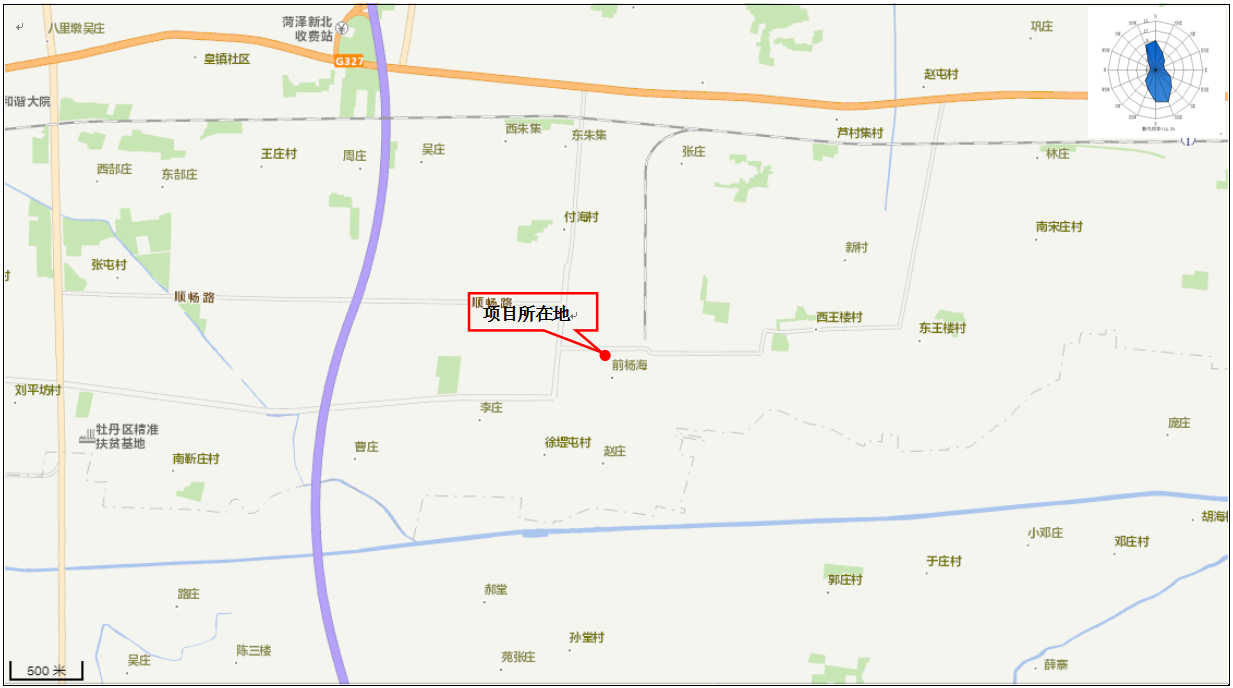 八里墩吴庄
菏泽新北
收费站
皇镇社区
G327
巩庄
赵屯村
和谐大院
西朱集
东朱集
芦村集村
王庄村
周庄
吴庄
张庄
林庄
西郜庄
东郜庄
付海村
南宋庄村
新村
张屯村
村
顺畅路
顺畅路
项目所在地
西王楼村
东王楼村
前杨海
刘平坊村
李庄
庞庄
牡丹区精准
扶贫基地
曹庄
徐堤屯村
赵庄
南靳庄村
胡海村
小邓庄
邓庄村
于庄村
郭庄村
路庄
郝堂
孙堂村
陈三楼
吴庄
苑张庄
薛寨
500 米